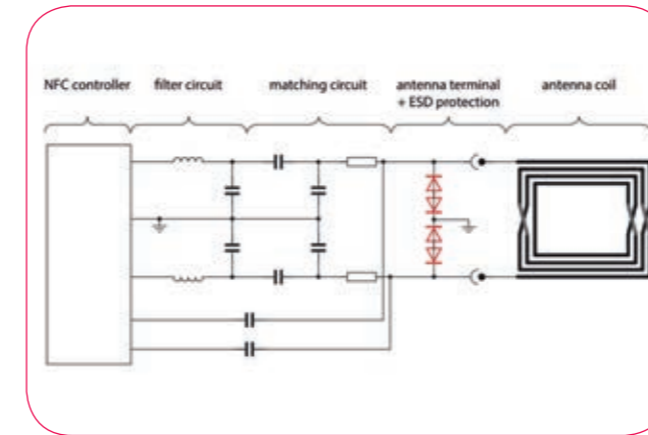 NFC controller
filter circuit
matching circuit
antenna terminal
+ ESD protection
antenna coil